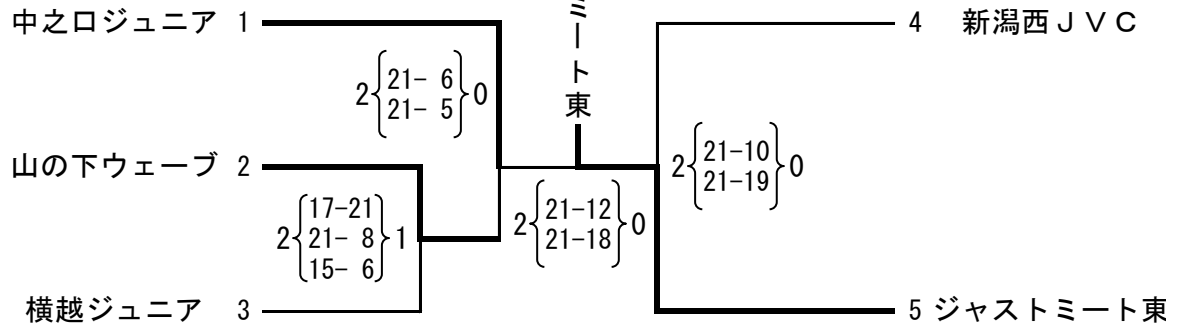 ミート東
中之口ジュニア 1
4 新潟西JVC
2{21- 6
21- 5}0
山の下ウェーブ 2
2{21-10
21-19}0
2{17-21
21- 8
15- 6}1
2{21-12
21-18}0
横越ジュニア 3
5 ジャストミート東